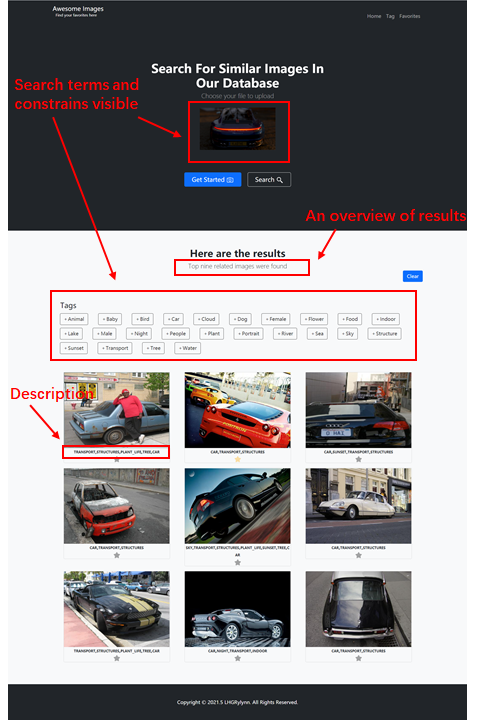 Awesome Images
Find your favorites here
Home Tag Favorites
Search For Similar Images In
Our Database
Choose your file to upload
Search terms and
constrains visible
Get Started
Search
An overview of results
Here are the results
Top nine related images were found
Clear
Tags
+ Animal + Baby + Bird + Car + Cloud + Dog + Female + Flower + Food + Indoor
+ Lake + Male + Night + People + Plant + Portrait + River + Sea + Sky + Structure
+ Sunset + Transport + Tree + Water
Description
TRANSPORT,STRUCTURES,PLANT_LIFE,TREE,CAR
CAR,TRANSPORT,STRUCTURES
CAR,SUNSET,TRANSPORT,STRUCTURES
CAR,TRANSPORT,STRUCTURES
SKY,TRANSPORT,STRUCTURES,PLANT_LIFE,SUNSET,TREE,C
AR
CAR,TRANSPORT,STRUCTURES
TRANSPORT,STRUCTURES,PLANT_LIFE,TREE,CAR
CAR,NIGHT,TRANSPORT,INDOOR
CAR,TRANSPORT,STRUCTURES
Copyright © 2021.5 LHGRylynn. All Rights Reserved.